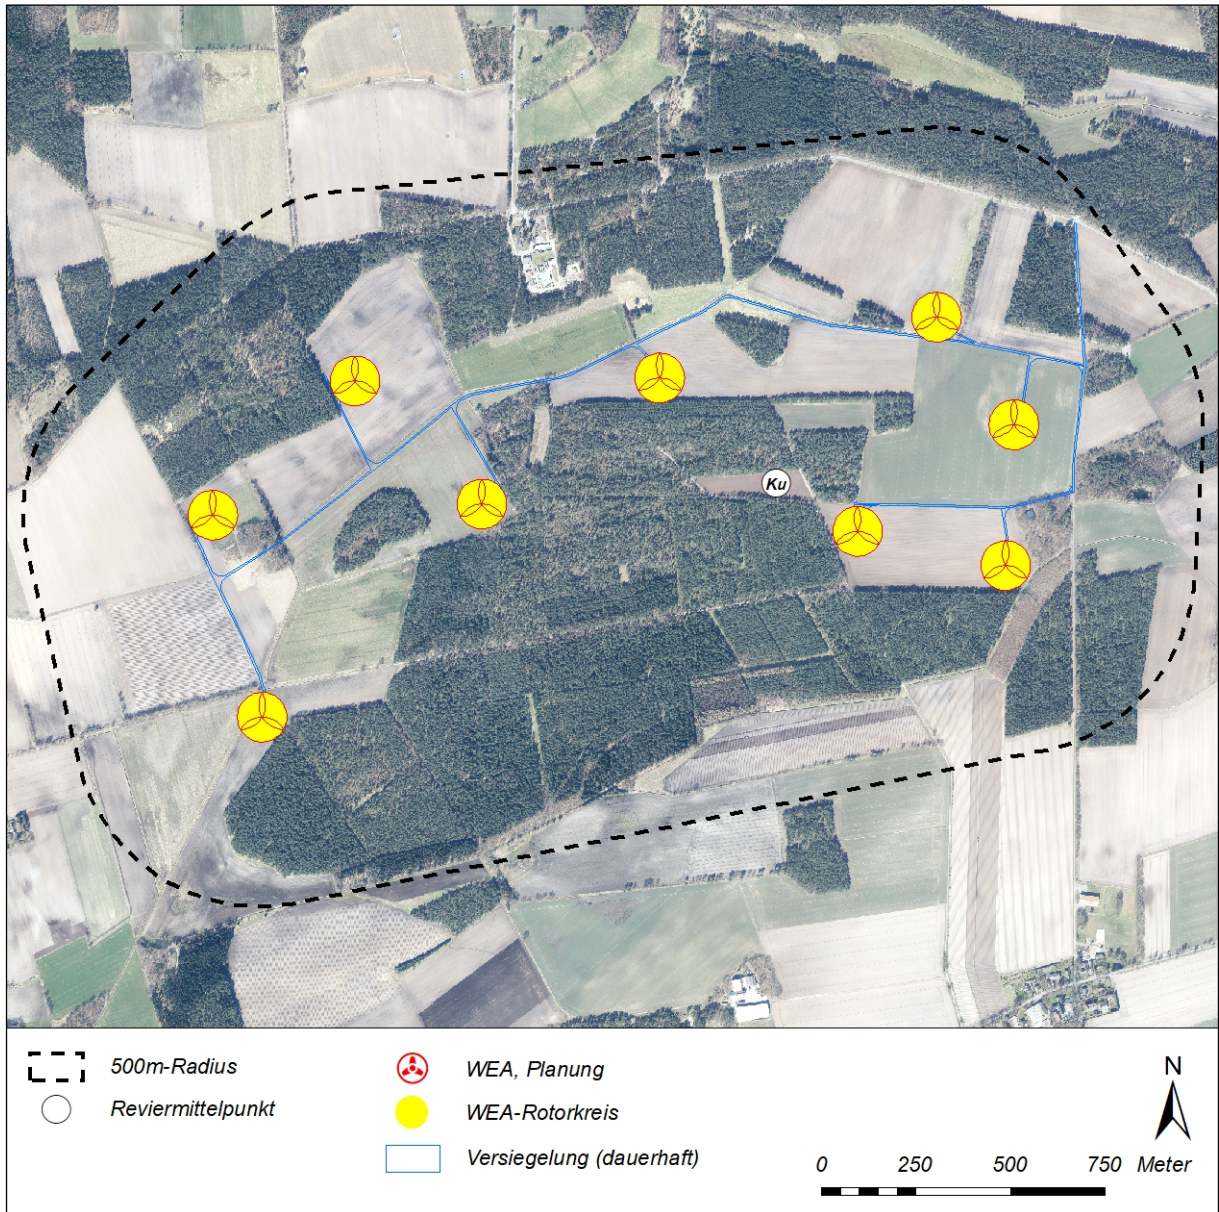 Ku
500m-Radius
Reviermittelpunkt
WEA, Planung
WEA-Rotorkreis
Versiegelung (dauerhaft)
N
0 250 500 750 Meter